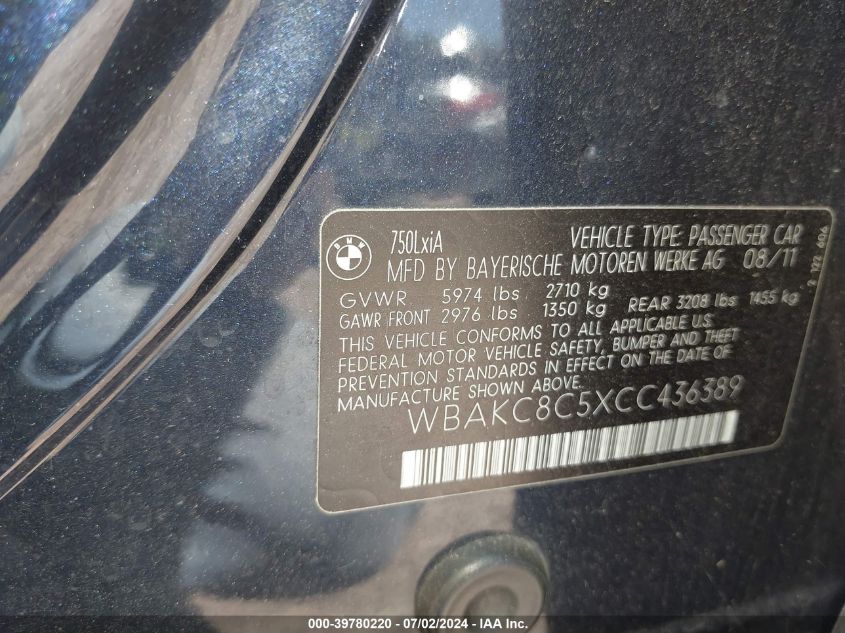 BMW
750LxiA VEHICLE TYPE: PASSENGER CAR
MFD BY BAYERISCHE MOTOREN WERKE AG 08/11
GVWR 5974 lbs 2710 kg
GAWR FRONT 2976 lbs 1350 kg REAR 3208 lbs 1455 kg
THIS VEHICLE CONFORMS TO ALL APPLICABLE U.S.
FEDERAL MOTOR VEHICLE SAFETY, BUMPER AND THEFT
PREVENTION STANDARDS IN EFFECT ON THE DATE OF
MANUFACTURE SHOWN ABOVE.
WBAKC8C5XCC436389
000-39780220 - 07/02/2024 - IAA Inc.